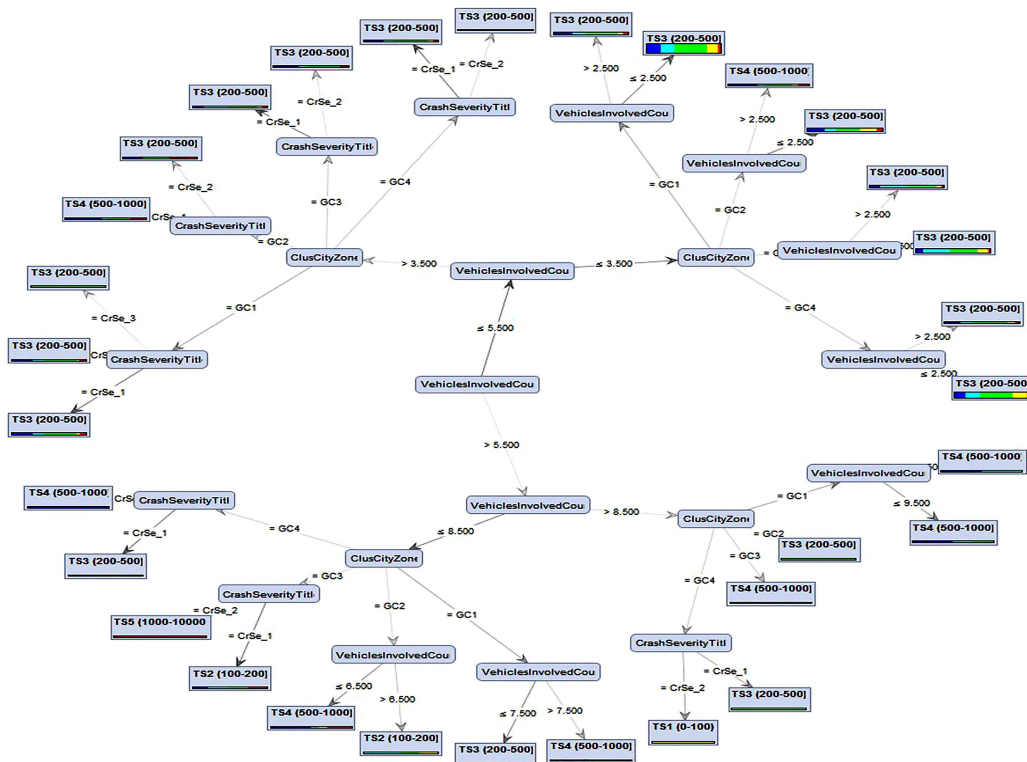 TS3 (200-500]
TS3 (200-500]
TS3 (200-500]
TS3 (200-500]
= CrSe_1
= CrSe_2
> 2.500
≤ 2.500
TS3 (200-500]
TS4 (500-1000]
TS3 (200-500]
= CrSe_2
CrashSeverityTitl
VehiclesInvolvedCou
> 2.500
TS3 (200-500]
= CrSe_1
≤ 2.500
TS3 (200-500]
CrashSeverityTitl
VehiclesInvolvedCou
TS3 (200-500]
= CrSe_2
= GC4
= GC1
TS4 (500-1000]
= GC3
= GC2
> 2.500
CrashSeverityTitl
= GC2
TS3 (200-500]
VehiclesInvolvedCou
ClusCityZone
> 3.500
VehiclesInvolvedCou
≤ 3.500
ClusCityZone
TS3 (200-500]
= GC1
= GC4
TS3 (200-500]
= CrSe_3
≤ 5.500
> 2.500
TS3 (200-500]
CrashSeverityTitl
VehiclesInvolvedCou
≤ 2.500
= CrSe_1
VehiclesInvolvedCou
TS3 (200-500]
TS3 (200-500]
> 5.500
TS4 (500-1000]
VehiclesInvolvedCou
TS4 (500-1000]
CrashSeverityTitl
= GC1
≤ 9.500
VehiclesInvolvedCou
> 8.500
ClusCityZone
TS4 (500-1000]
= CrSe_1
= GC4
≤ 8.500
= GC2
TS3 (200-500]
TS3 (200-500]
ClusCityZone
= GC3
= GC3
= GC4
TS4 (500-1000]
CrashSeverityTitl
= CrSe_2
= GC2
= GC1
TS5 (1000-10000]
= CrSe_1
CrashSeverityTitl
VehiclesInvolvedCou
TS2 (100-200]
VehiclesInvolvedCou
= CrSe_1
≤ 6.500
= CrSe_2
TS3 (200-500]
> 6.500
TS4 (500-1000]
≤ 7.500
> 7.500
TS1 (0-100]
TS2 (100-200]
TS3 (200-500]
TS4 (500-1000]